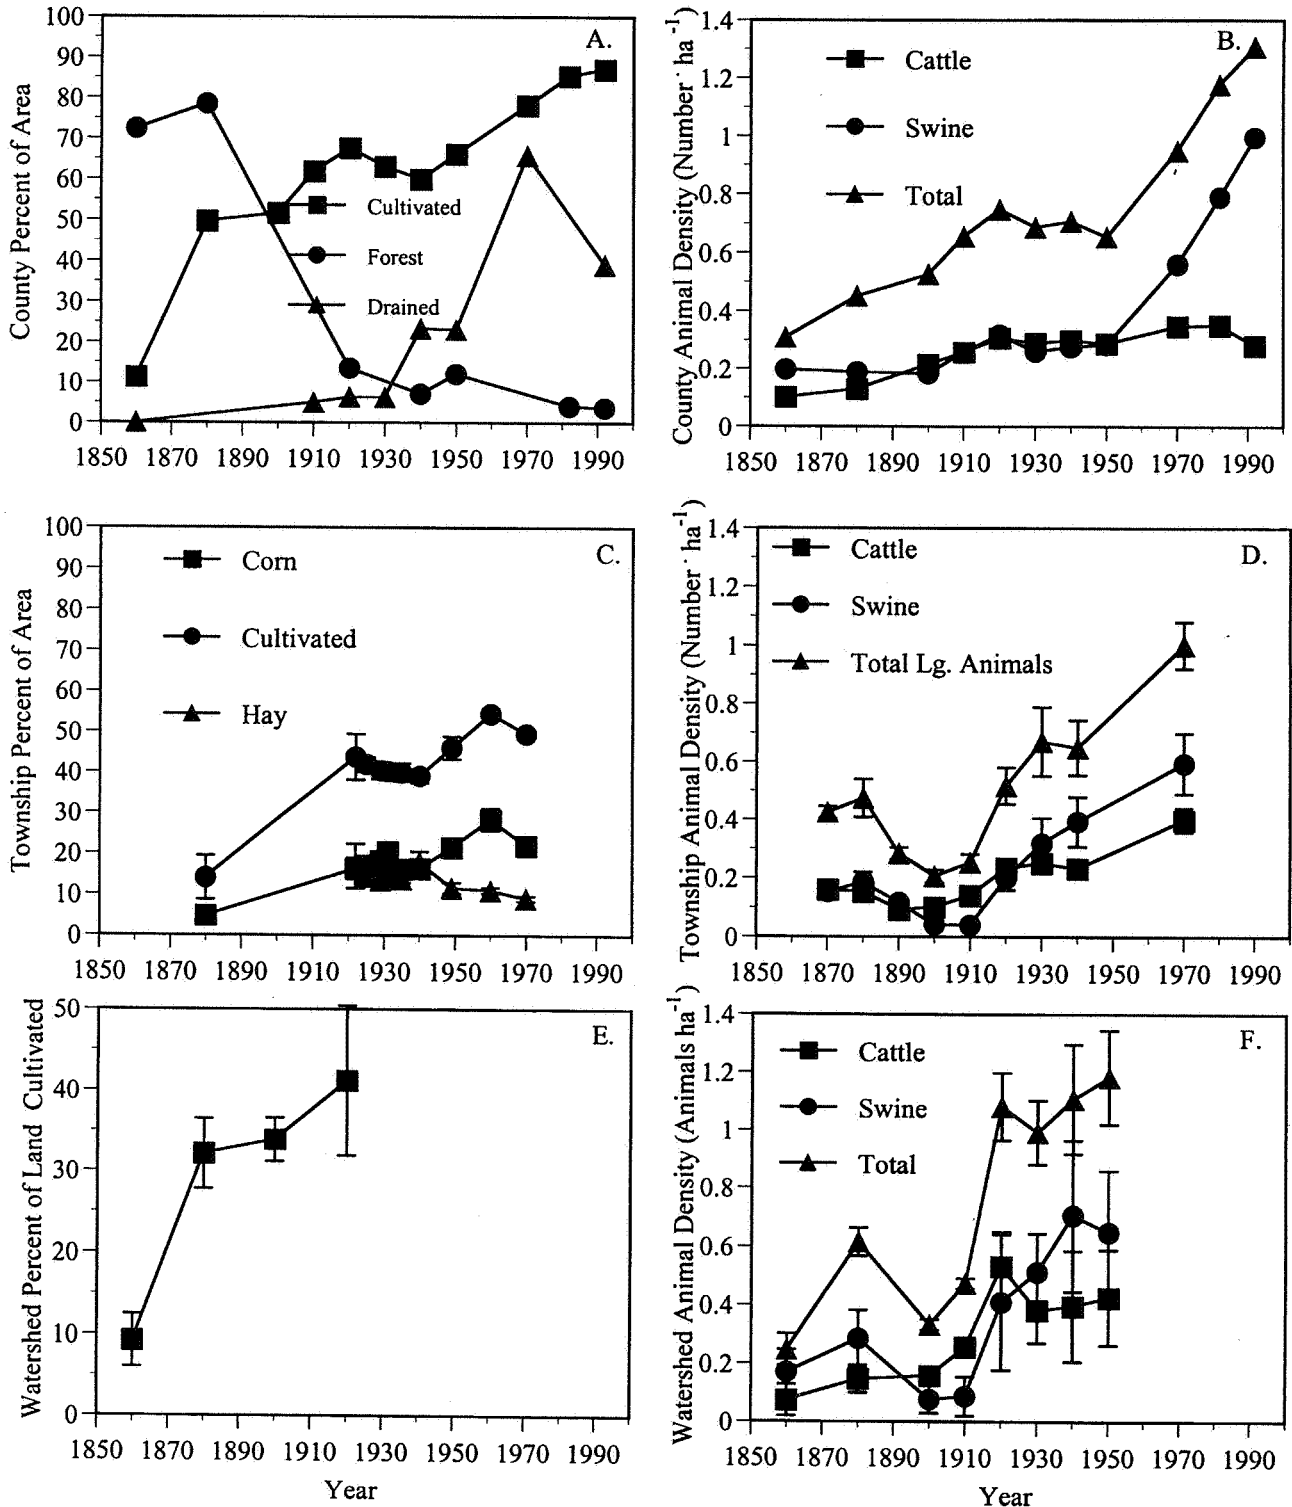 A.
County Percent of Area
100
90
80
70
60
50
40
30
20
10
0
Cultivated
Forest
Drained
1850 1870 1890 1910 1930 1950 1970 1990
B.
County Animal Density (Number · ha⁻¹)
1.4
1.2
1
0.8
0.6
0.4
0.2
0
Cattle
Swine
Total
1850 1870 1890 1910 1930 1950 1970 1990
C.
Township Percent of Area
100
90
80
70
60
50
40
30
20
10
0
Corn
Cultivated
Hay
1850 1870 1890 1910 1930 1950 1970 1990
D.
Township Animal Density (Number · ha⁻¹)
1.4
1.2
1
0.8
0.6
0.4
0.2
0
Cattle
Swine
Total Lg. Animals
1850 1870 1890 1910 1930 1950 1970 1990
E.
Watershed Percent of Land Cultivated
50
40
30
20
10
0
1850 1870 1890 1910 1930 1950 1970 1990
Year
F.
Watershed Animal Density (Animals ha⁻¹)
1.4
1.2
1
0.8
0.6
0.4
0.2
0
Cattle
Swine
Total
1850 1870 1890 1910 1930 1950 1970 1990
Year